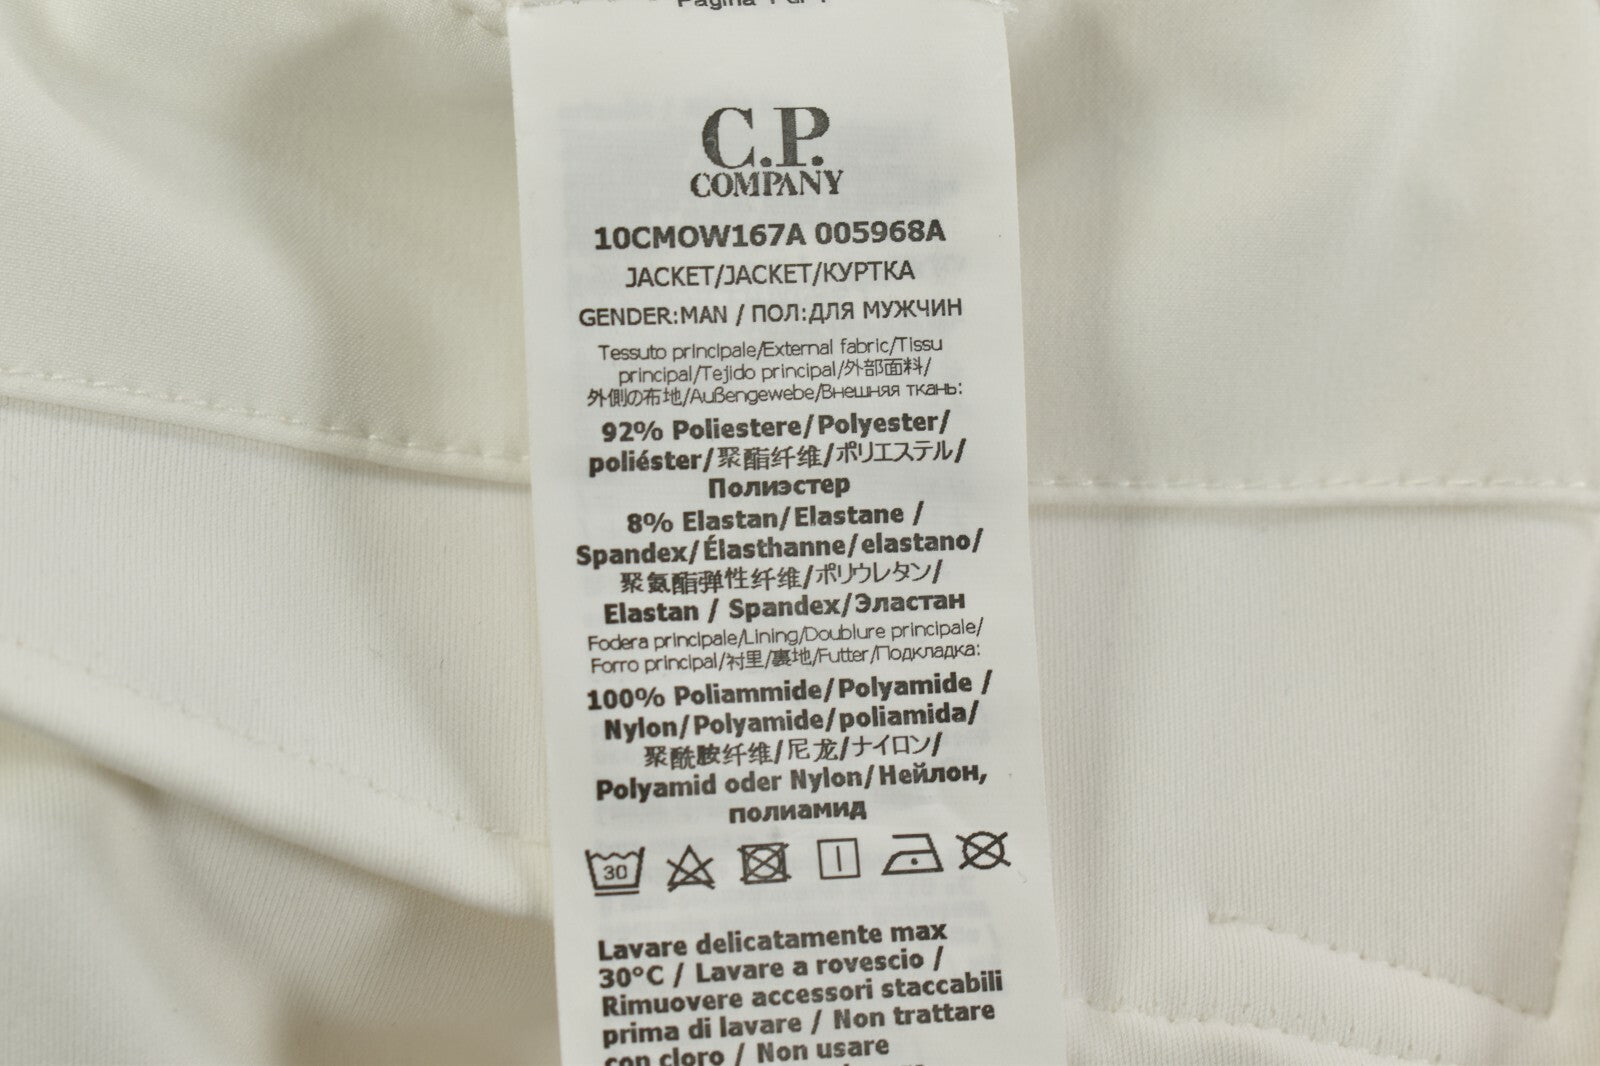 C.P.
COMPANY
10CMOW167A 005968A
JACKET/JACKET/КУРТКА
GENDER:MAN / ПОЛ:ДЛЯ МУЖЧИН
Tessuto principale/External fabric/Tissu
principal/Tejido principal/外部面料/
外側の布地/Außengewebe/Внешняя ткань:
92% Poliestere/Polyester/
poliéster/聚酯纤维/ポリエステル/
Полиэстер
8% Elastan/Elastane /
Spandex/Élasthanne/elastano/
聚氨酯弹性纤维/ポリウレタン/
Elastan / Spandex/Эластан
Fodera principale/Lining/Doublure principale/
Forro principal/衬里/裏地/Futter/Подкладка:
100% Poliammide/Polyamide /
Nylon/Polyamide/poliamida/
聚酰胺纤维/尼龙/ナイロン/
Polyamid oder Nylon/Нейлон,
полиамид
30
Lavare delicatamente max
30°C / Lavare a rovescio /
Rimuovere accessori staccabili
prima di lavare / Non trattare
con cloro / Non usare